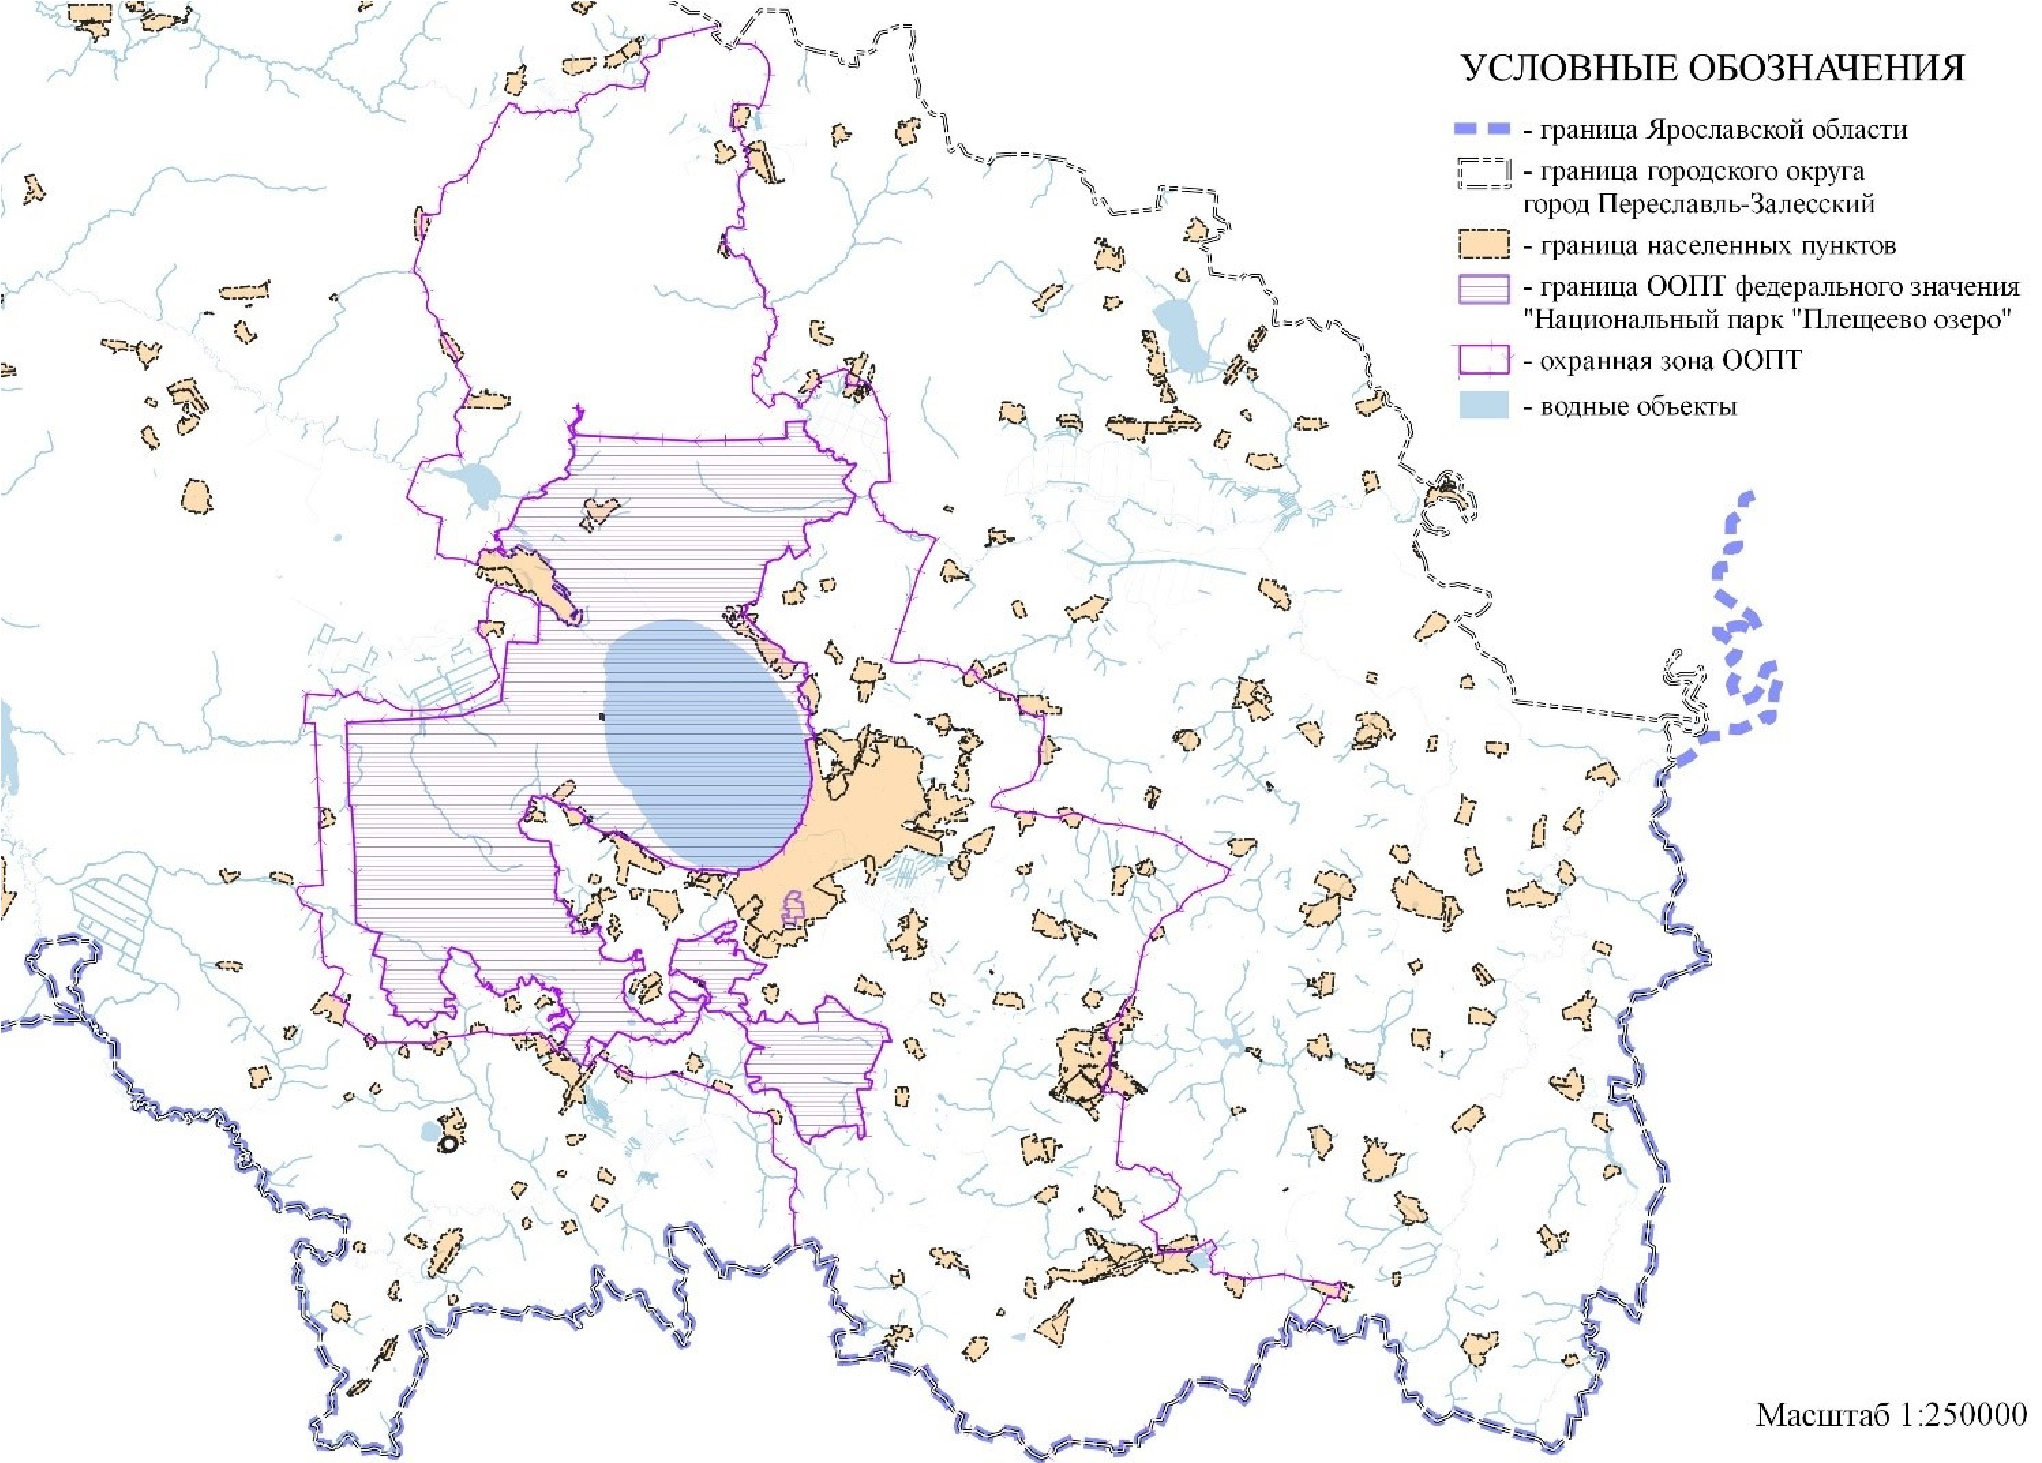 УСЛОВНЫЕ ОБОЗНАЧЕНИЯ
- граница Ярославской области
- граница городского округа
город Переславль-Залесский
- граница населенных пунктов
- граница ООПТ федерального значения
"Национальный парк "Плещеево озеро"
- охранная зона ООПТ
- водные объекты
Масштаб 1:250000